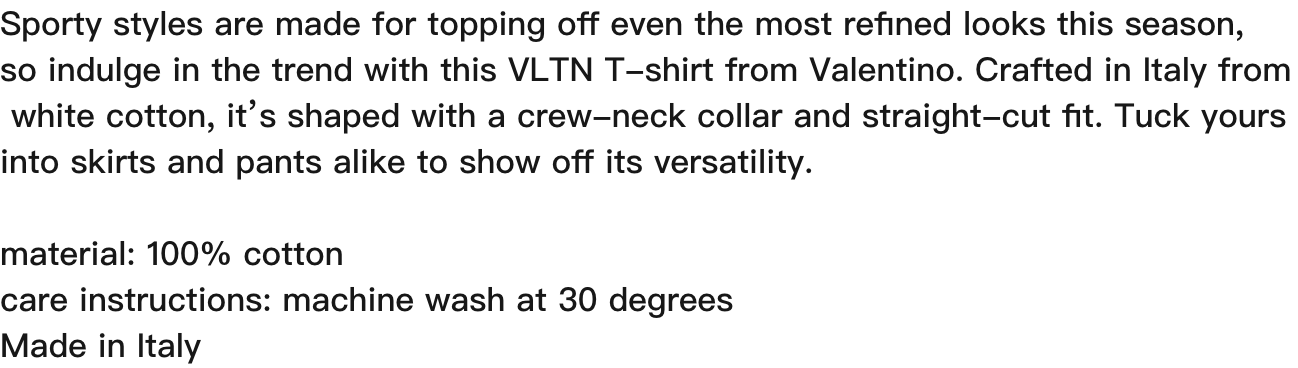 Sporty styles are made for topping off even the most refined looks this season,
so indulge in the trend with this VLTN T-shirt from Valentino. Crafted in Italy from
white cotton, it's shaped with a crew-neck collar and straight-cut fit. Tuck yours
into skirts and pants alike to show off its versatility.
material: 100% cotton
care instructions: machine wash at 30 degrees
Made in Italy